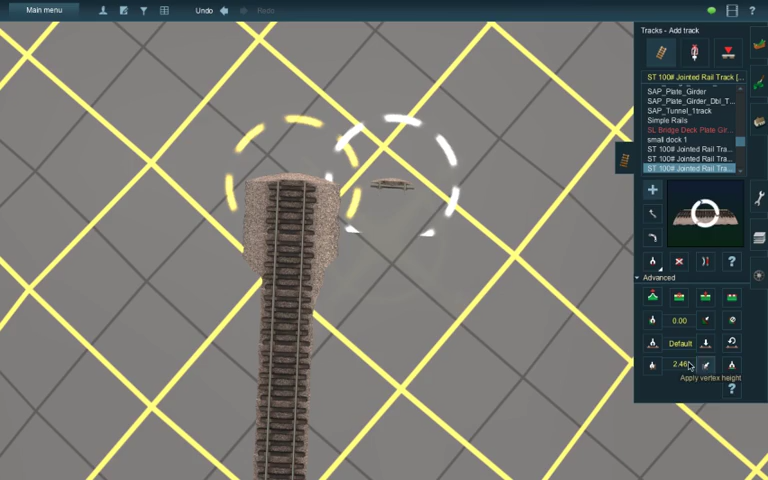 Main menu
Undo
Redo
?
Tracks - Add track
ST 100# Jointed Rail Track [...
SAP_Plate_Girder
SAP_Plate_Girder_Dbl_T...
SAP_Tunnel_1track
Simple Rails
SL Bridge Deck Plate Gir...
small dock 1
ST 100# Jointed Rail Tra...
ST 100# Jointed Rail Tra...
ST 100# Jointed Rail Tra...
?
Advanced
0.00
Default
2.46
Apply vertex height
?